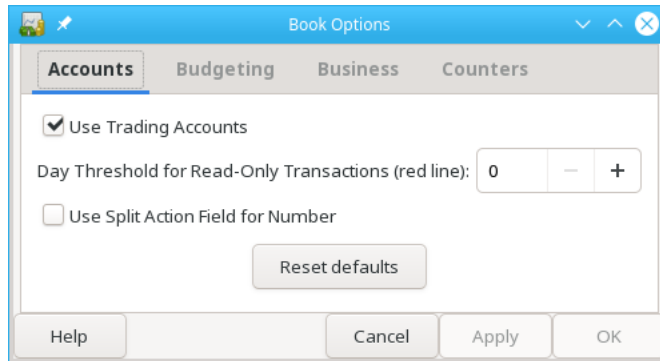 Book Options
Accounts Budgeting Business Counters
Use Trading Accounts
Day Threshold for Read-Only Transactions (red line): 0
Use Split Action Field for Number
Reset defaults
Help Cancel Apply OK